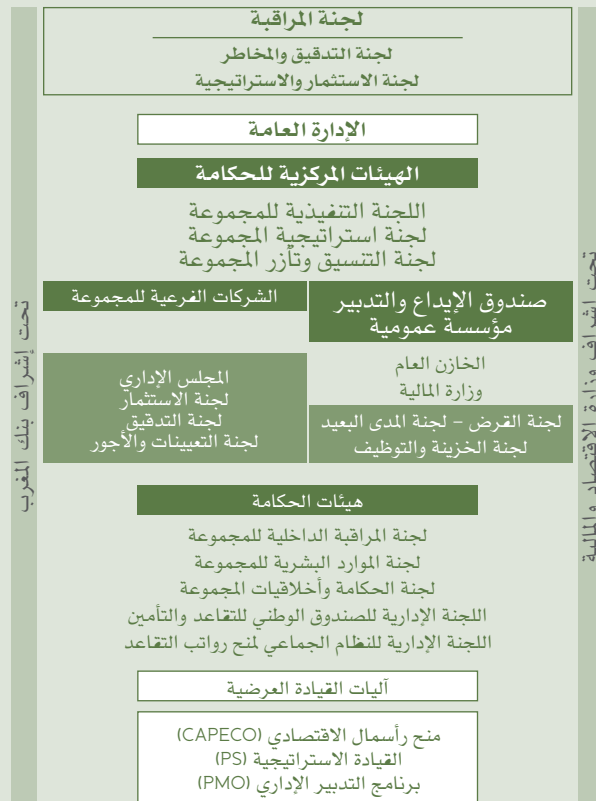 لجنة المراقبة
لجنة التدقيق والمخاطر
لجنة الاستثمار والاستراتيجية
الإدارة العامة
الهيئات المركزية للحكامة
اللجنة التنفيذية للمجموعة
لجنة استراتيجية المجموعة
لجنة التنسيق وتآزر المجموعة
صندوق الإيداع والتدبير
مؤسسة عمومية
الخازن العام
وزارة المالية
لجنة القرض – لجنة المدى البعيد
لجنة الخزينة والتوظيف
الشركات الفرعية للمجموعة
المجلس الإداري
لجنة الاستثمار
لجنة التدقيق
لجنة التعيينات والأجور
هيئات الحكامة
لجنة المراقبة الداخلية للمجموعة
لجنة الموارد البشرية للمجموعة
لجنة الحكامة وأخلاقيات المجموعة
اللجنة الإدارية للصندوق الوطني للتقاعد والتأمين
اللجنة الإدارية للنظام الجماعي لمنح رواتب التقاعد
آليات القيادة العرضية
منح رأسمال الاقتصادي (CAPECO)
القيادة الاستراتيجية (PS)
برنامج التدبير الإداري (PMO)
تحت اشراف وزارة الاقتصاد والمالية
تحت إشراف بنك المغرب